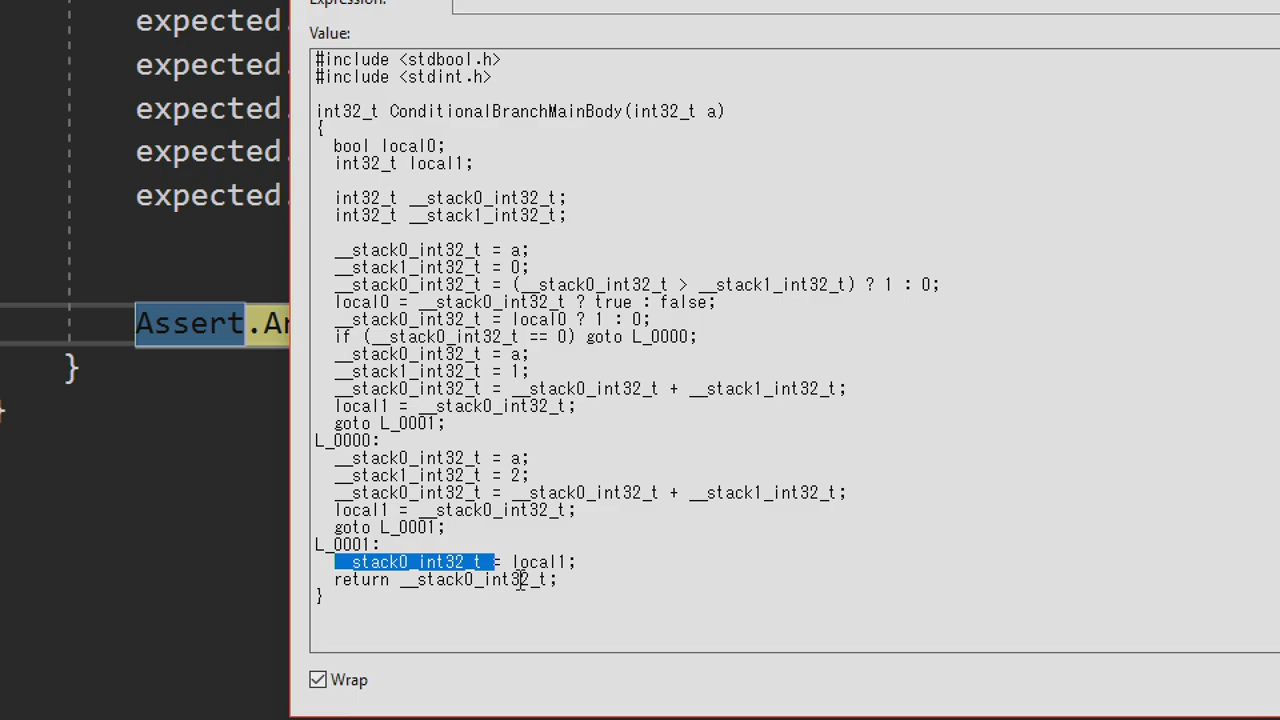 expected.
expected.
expected.
expected.
expected.
Assert.Ar
}
}
Expression:
Value:
#include <stdbool.h>
#include <stdint.h>
int32_t ConditionalBranchMainBody(int32_t a)
{
bool local0;
int32_t local1;
int32_t __stack0_int32_t;
int32_t __stack1_int32_t;
__stack0_int32_t = a;
__stack1_int32_t = 0;
__stack0_int32_t = (__stack0_int32_t > __stack1_int32_t) ? 1 : 0;
local0 = __stack0_int32_t ? true : false;
__stack0_int32_t = local0 ? 1 : 0;
if (__stack0_int32_t == 0) goto L_0000;
__stack0_int32_t = a;
__stack1_int32_t = 1;
__stack0_int32_t = __stack0_int32_t + __stack1_int32_t;
local1 = __stack0_int32_t;
goto L_0001;
L_0000:
__stack0_int32_t = a;
__stack1_int32_t = 2;
__stack0_int32_t = __stack0_int32_t + __stack1_int32_t;
local1 = __stack0_int32_t;
goto L_0001;
L_0001:
__stack0_int32_t = local1;
return __stack0_int32_t;
}
Wrap